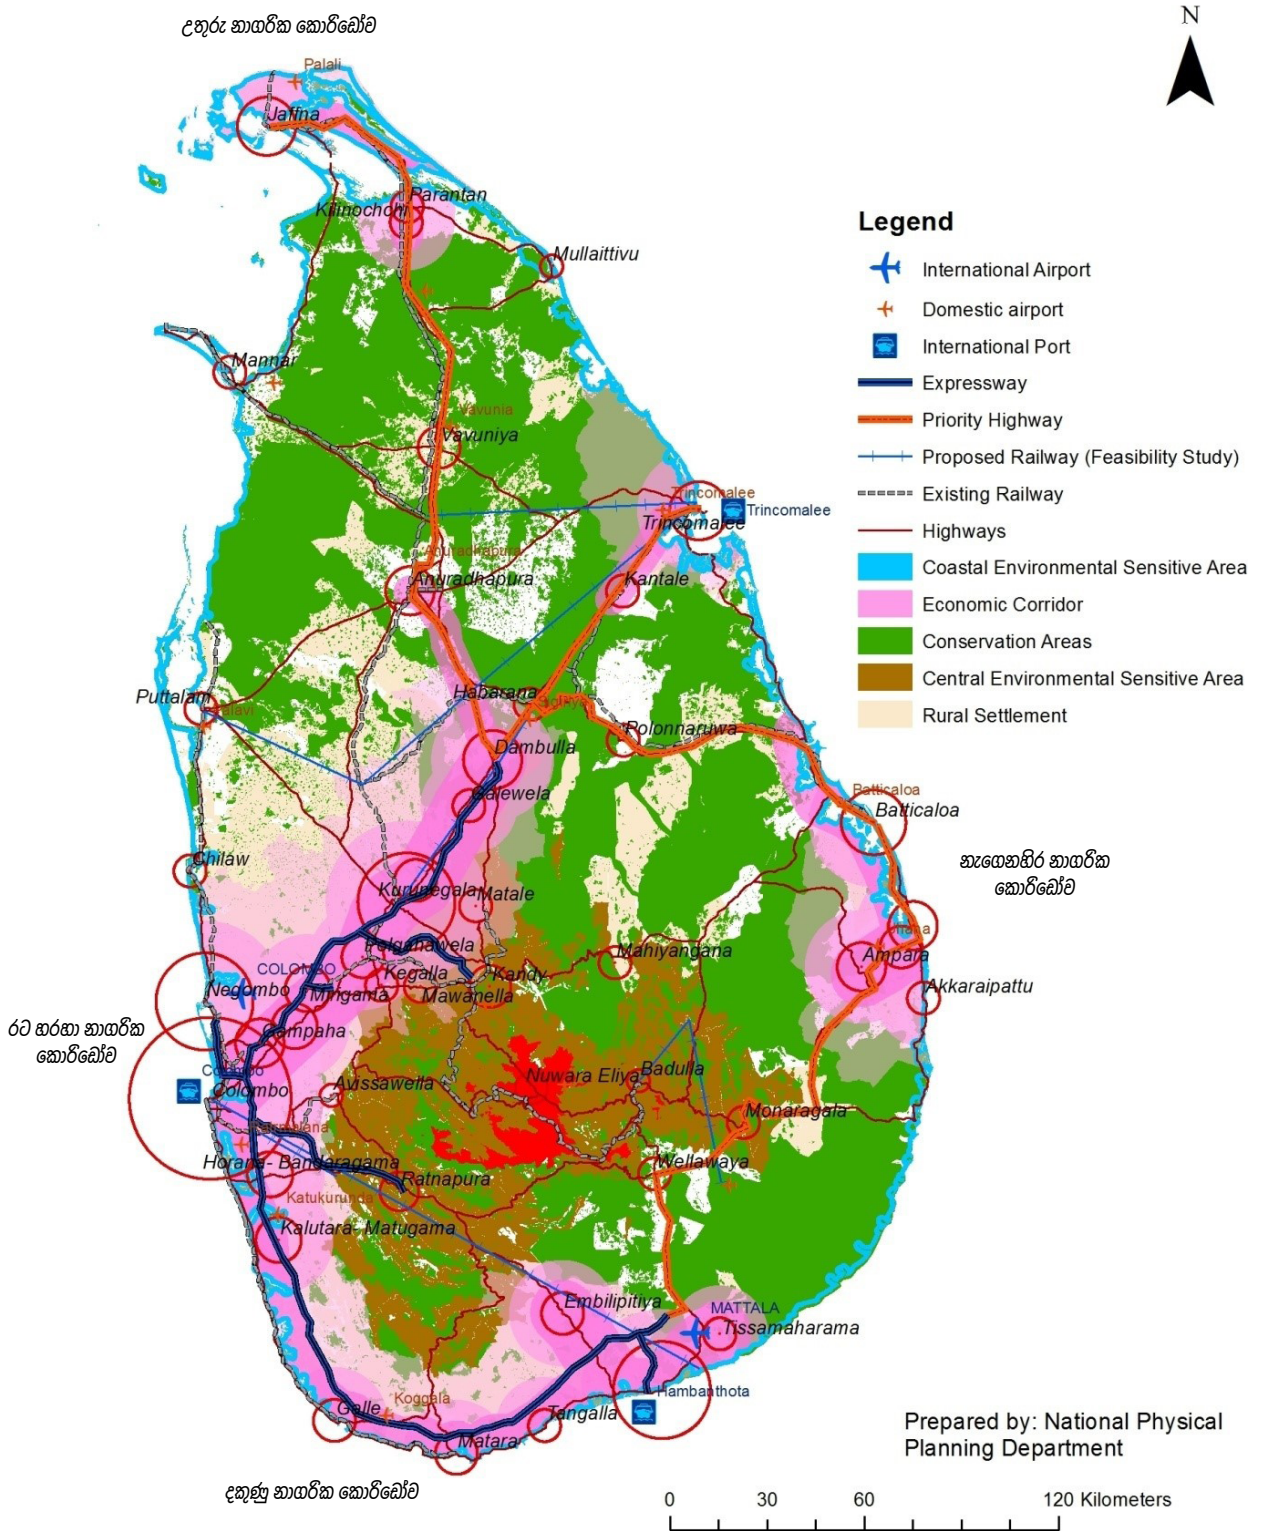 උතුරු නාගරික කොරිඩෝව
N
Palali
Jaffna
Parantan
Kilinochchi
Mullaittivu
Legend
International Airport
Domestic airport
International Port
Expressway
Priority Highway
Proposed Railway (Feasibility Study)
Existing Railway
Highways
Coastal Environmental Sensitive Area
Economic Corridor
Conservation Areas
Central Environmental Sensitive Area
Rural Settlement
Mannar
Vavunia
Vavuniya
Trincomalee
Trincomalee
Trincomalee
Anuradhapura
Anuradhapura
Kantale
Puttalam
Palavi
Habarana
Sigiriya
Polonnaruwa
Dambulla
Galewela
Batticaloa
Batticaloa
Chilaw
නැගෙනහිර නාගරික
කොරිඩෝව
Kurunegala
Matale
Polgahawela
Mahiyangana
Ampara
COLOMBO
Negombo
Kegalla
Kandy
Mirigama
Mawanella
Akkaraipattu
රට හරහා නාගරික
කොරිඩෝව
Gampaha
Colombo
Colombo
Avissawella
Nuwara Eliya
Badulla
Monaragala
Horana- Bandaragama
Ratnapura
Wellawaya
Katukurunda
Kalutara- Matugama
Embilipitiya
MATTALA
Tissamaharama
Hambanthota
Galle
Koggala
Tangalla
Matara
දකුණු නාගරික කොරිඩෝව
Prepared by: National Physical
Planning Department
0 30 60 120 Kilometers